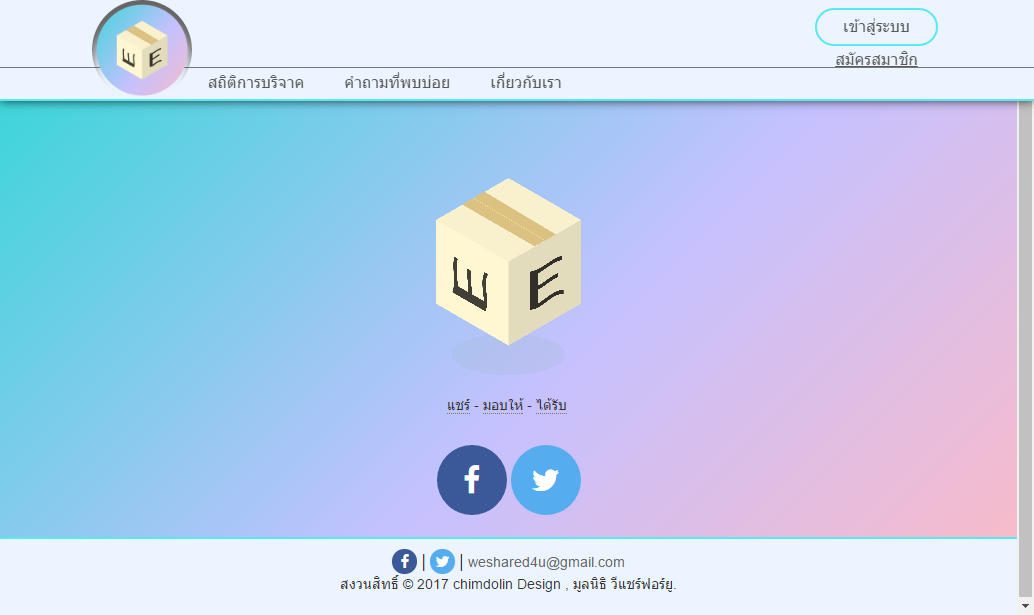 เข้าสู่ระบบ
สมัครสมาชิก
W E
สถิติการบริจาค คำถามที่พบบ่อย เกี่ยวกับเรา
W E
แชร์ - มอบให้ - ได้รับ
| | weshared4u@gmail.com
สงวนสิทธิ์ © 2017 chimdolin Design , มูลนิธิ วีแชร์ฟอร์ยู.